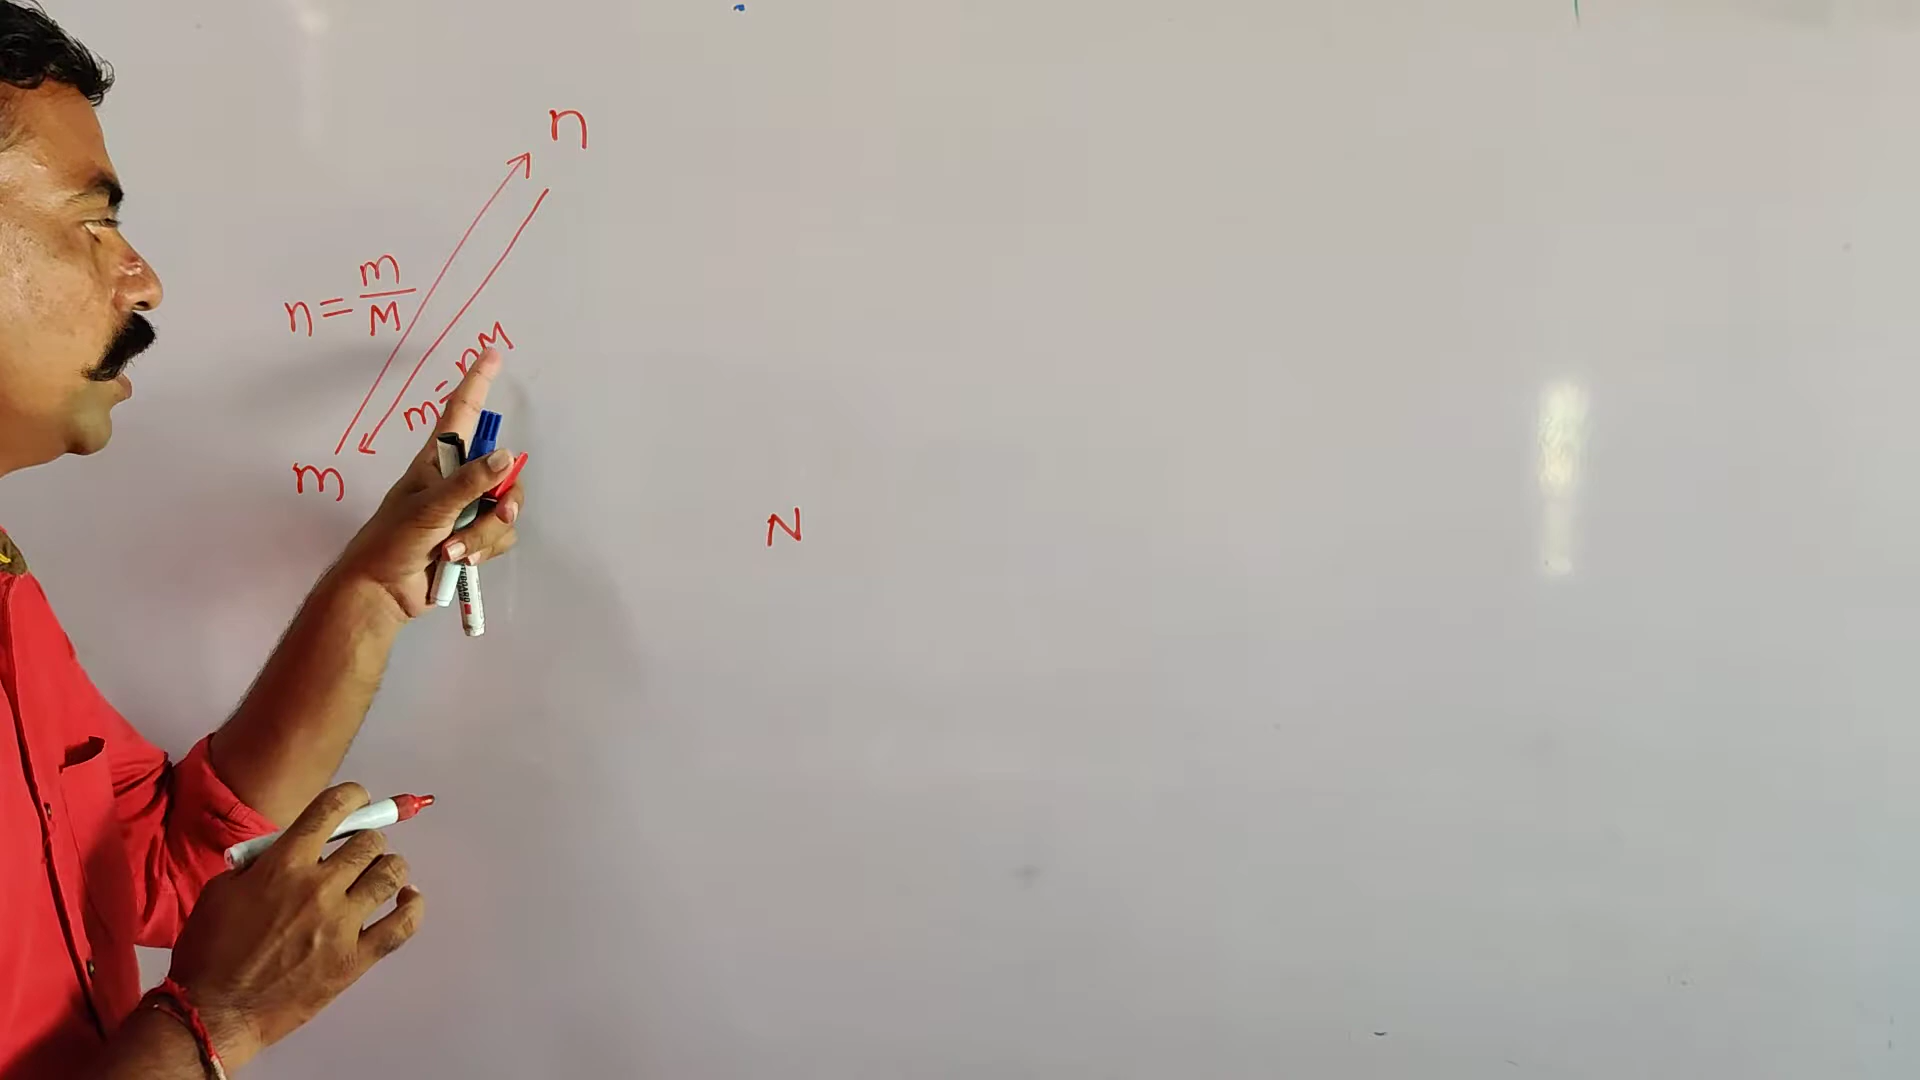 n
n = m/M
m = nM
m
N